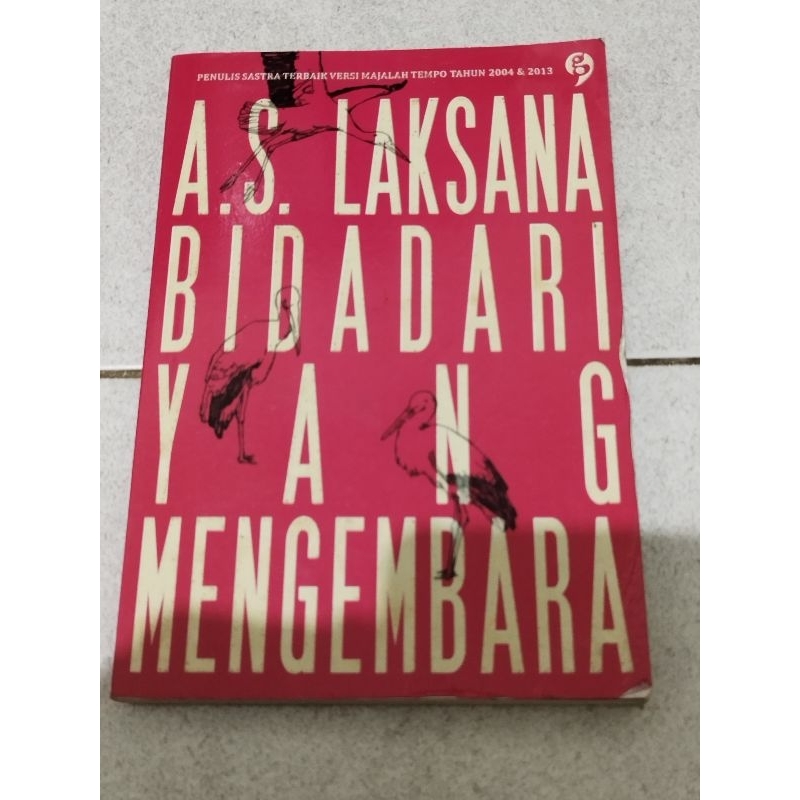 PENULIS SASTRA TERBAIK VERSI MAJALAH TEMPO TAHUN 2004 & 2013
A.S. LAKSANA
BIDADARI
YANG
MENGEMBARA